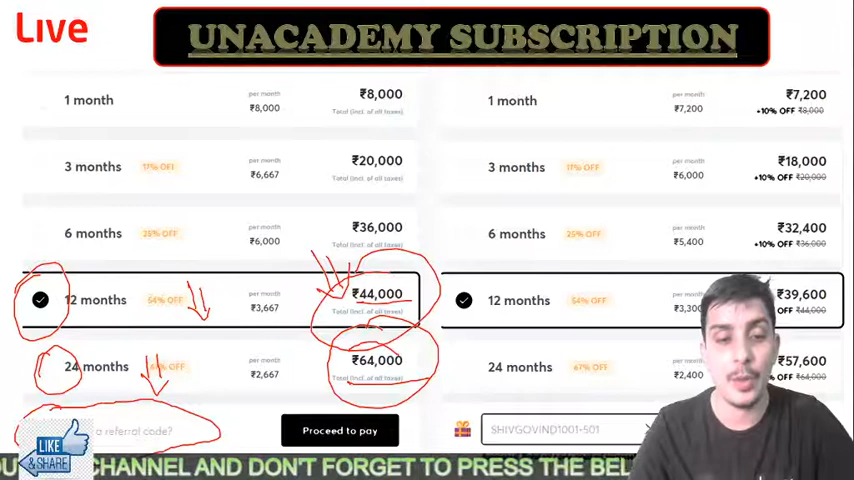 Live
UNACADEMY SUBSCRIPTION
1 month
per month
₹8,000
₹8,000
Total (Incl. of all taxes)
3 months
17% OFF
per month
₹6,667
₹20,000
Total (Incl. of all taxes)
6 months
25% OFF
per month
₹6,000
₹36,000
Total (Incl. of all taxes)
12 months
54% OFF
per month
₹3,667
₹44,000
Total (Incl. of all taxes)
24 months
per month
₹2,667
₹64,000
Total (Incl. of all taxes)
a referral code?
Proceed to pay
1 month
per month
₹7,200
₹7,200
+10% OFF ₹8,000
3 months
17% OFF
per month
₹6,000
₹18,000
+10% OFF ₹20,000
6 months
25% OFF
per month
₹5,400
₹32,400
+10% OFF ₹36,000
12 months
54% OFF
per month
₹3,300
₹39,600
₹44,000
24 months
67% OFF
per month
₹2,400
₹57,600
₹64,000
SHIVGOVIND1001-501
LIKE
&SHARE
CHANNEL AND DON'T FORGET TO PRESS THE BEL